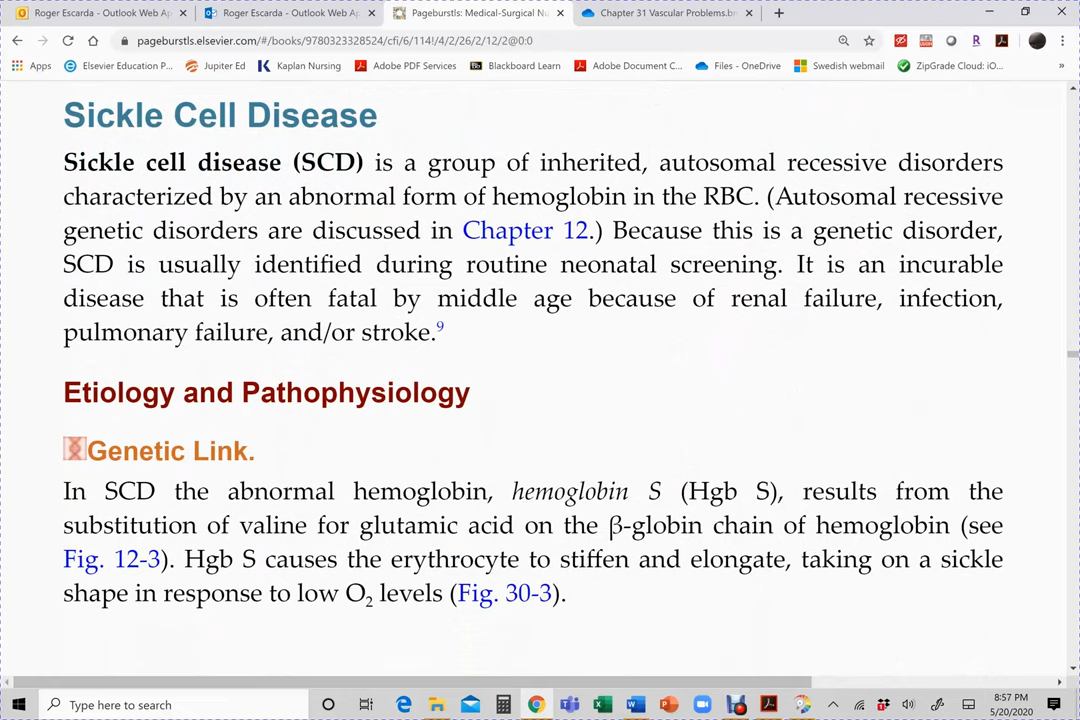 Roger Escarda - Outlook Web Ap
Roger Escarda - Outlook Web Ap
Pageburstls: Medical-Surgical Nu
Chapter 31 Vascular Problems.bn
pageburstls.elsevier.com/#/books/9780323328524/cfi/6/114!/4/2/26/2/12/2@0:0
Apps
Elsevier Education P...
Jupiter Ed
Kaplan Nursing
Adobe PDF Services
Blackboard Learn
Adobe Document C...
Files - OneDrive
Swedish webmail
ZipGrade Cloud: iO...
Sickle Cell Disease
Sickle cell disease (SCD) is a group of inherited, autosomal recessive disorders
characterized by an abnormal form of hemoglobin in the RBC. (Autosomal recessive
genetic disorders are discussed in Chapter 12.) Because this is a genetic disorder,
SCD is usually identified during routine neonatal screening. It is an incurable
disease that is often fatal by middle age because of renal failure, infection,
pulmonary failure, and/or stroke.9
Etiology and Pathophysiology
Genetic Link.
In SCD the abnormal hemoglobin, hemoglobin S (Hgb S), results from the
substitution of valine for glutamic acid on the β-globin chain of hemoglobin (see
Fig. 12-3). Hgb S causes the erythrocyte to stiffen and elongate, taking on a sickle
shape in response to low O2 levels (Fig. 30-3).
Type here to search
8:57 PM
5/20/2020